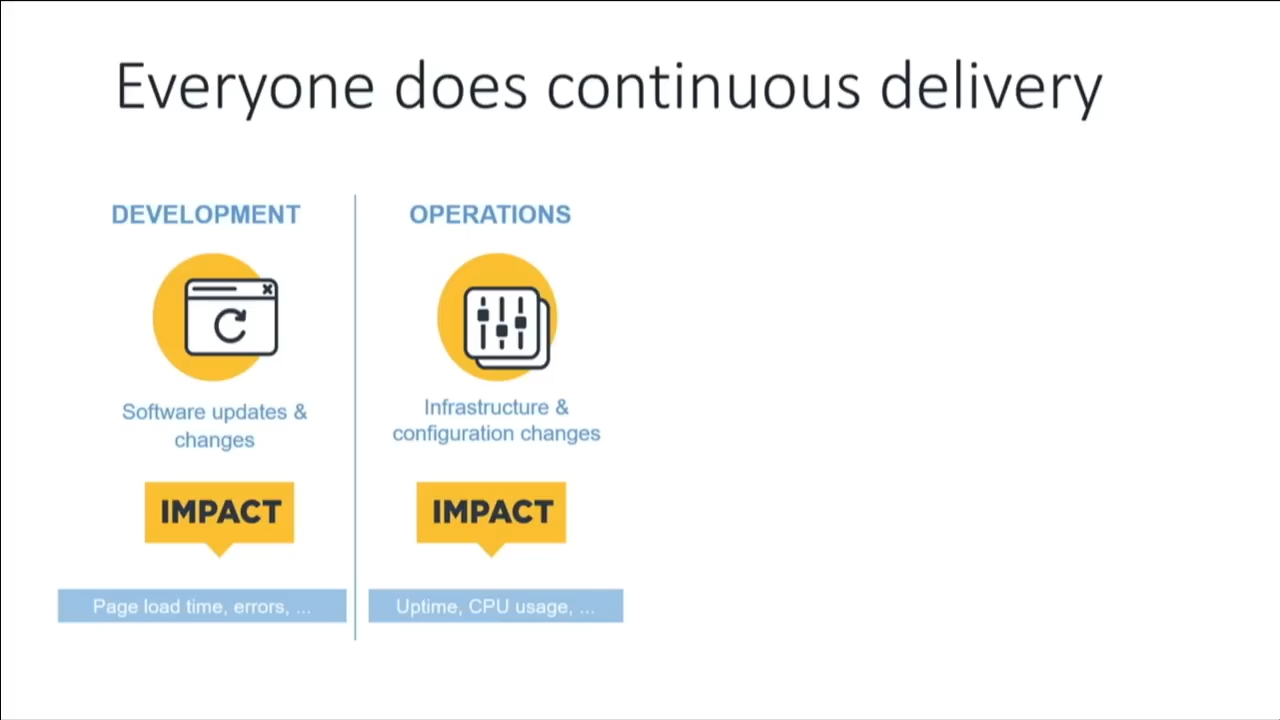 Everyone does continuous delivery
DEVELOPMENT
Software updates &
changes
IMPACT
Page load time, errors, ...
OPERATIONS
Infrastructure &
configuration changes
IMPACT
Uptime, CPU usage, ...